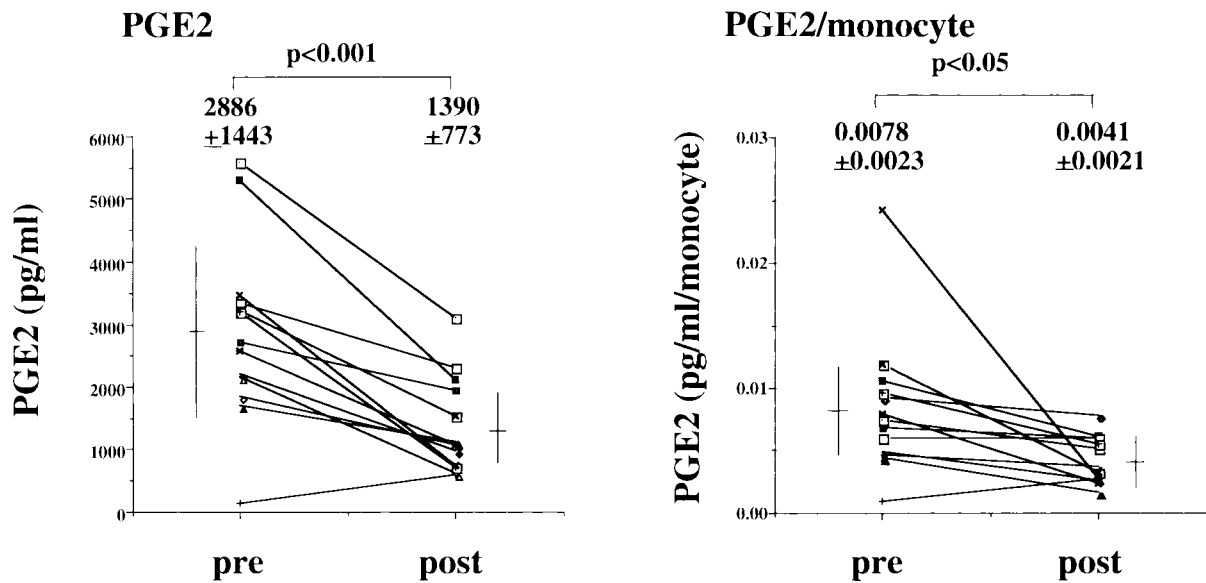 PGE2
p<0.001
2886
±1443
1390
±773
6000
5000
4000
3000
2000
1000
0
PGE2 (pg/ml)
pre
post
PGE2/monocyte
p<0.05
0.0078
±0.0023
0.0041
±0.0021
0.03
0.02
0.01
0.00
PGE2 (pg/ml/monocyte)
pre
post